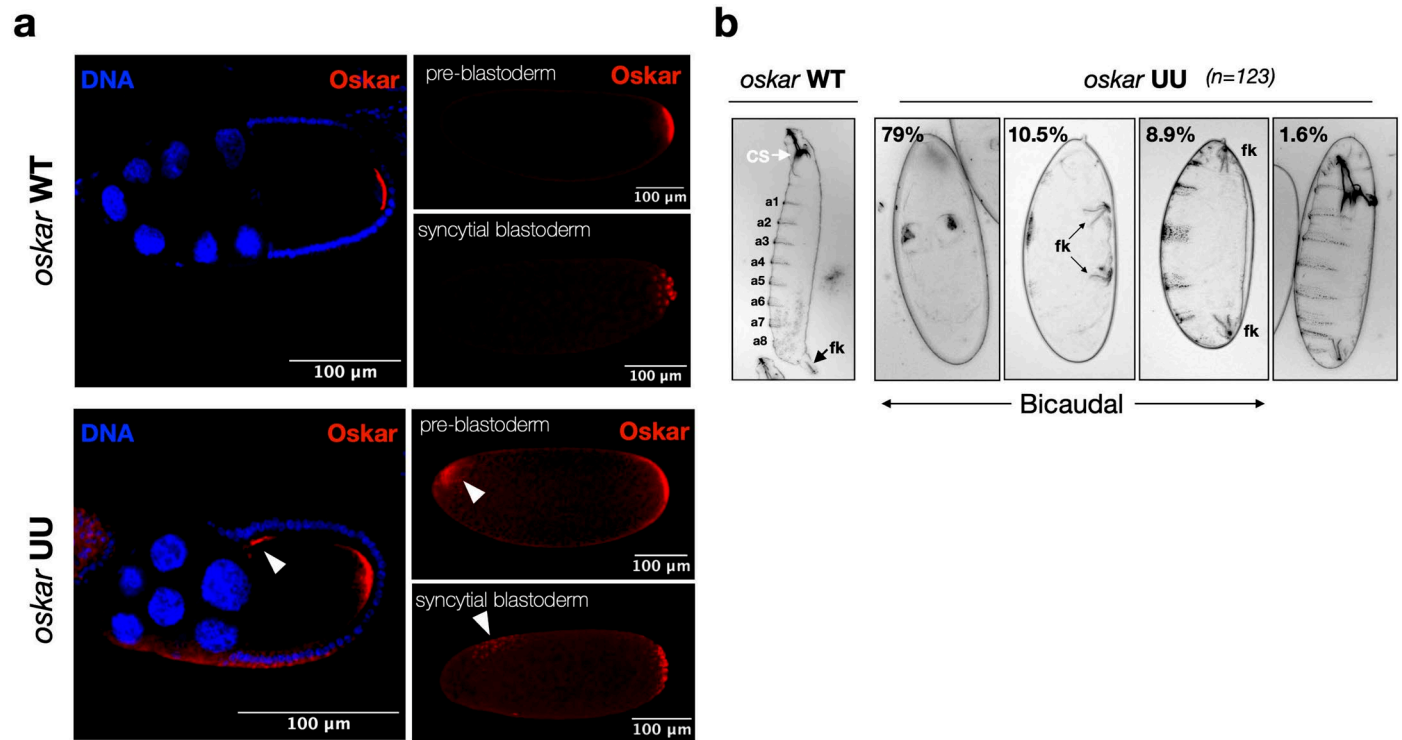 a
oskar WT
DNA
Oskar
100 µm
pre-blastoderm
Oskar
100 µm
syncytial blastoderm
100 µm
oskar UU
DNA
Oskar
100 µm
pre-blastoderm
Oskar
100 µm
syncytial blastoderm
100 µm
b
oskar WT
oskar UU (n=123)
CS
a1
a2
a3
a4
a5
a6
a7
a8
fk
79%
10.5%
fk
8.9%
fk
fk
1.6%
Bicaudal